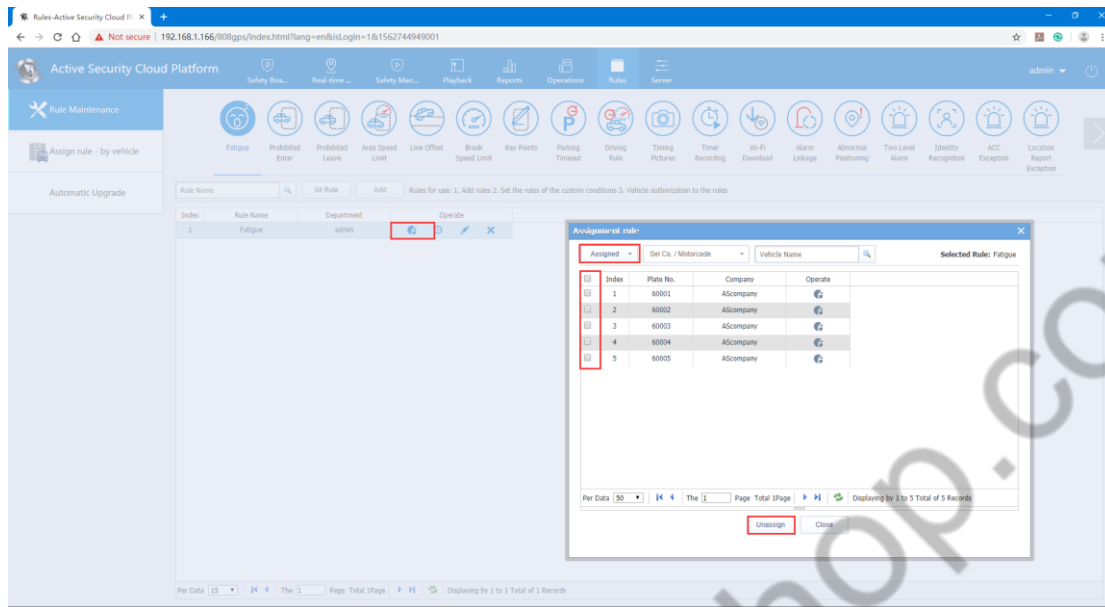 Rules-Active Security Cloud Pl
Not secure | 192.168.1.166/808gps/index.html?lang=en&isLogin=1&1562744949001
Active Security Cloud Platform
Safety Boa... Real-time ... Safety Man... Playback Reports Operations Rules Server
admin
Rule Maintenance
Assign rule - by vehicle
Automatic Upgrade
Fatigue Prohibited Enter Prohibited Leave Area Speed Limit Line Offset Break Speed Limit Key Points Parking Timeout Driving Rule Timing Pictures Timer Recording Wi-Fi Download Alarm Linkage Abnormal Positioning Two Level Alarm Identity Recognition ACC Exception Location Report Exception
Rule Name All Rule Add Rules for use: 1. Add rules 2. Set the rules of the custom conditions 3. Vehicle authorization to the rules
Index Rule Name Department Operate
1 Fatigue admin
Assignment rule
Assigned Sel Co. / Motorcade Vehicle Name Selected Rule: Fatigue
Index Plate No. Company Operate
1 60001 AScompany
2 60002 AScompany
3 60003 AScompany
4 60004 AScompany
5 60005 AScompany
Per Data 50 The 1 Page Total 1Page Displaying by 1 to 5 Total of 5 Records
Unassign Close
Per Data 15 The 1 Page Total 1Page Displaying by 1 to 1 Total of 1 Records
hop.co